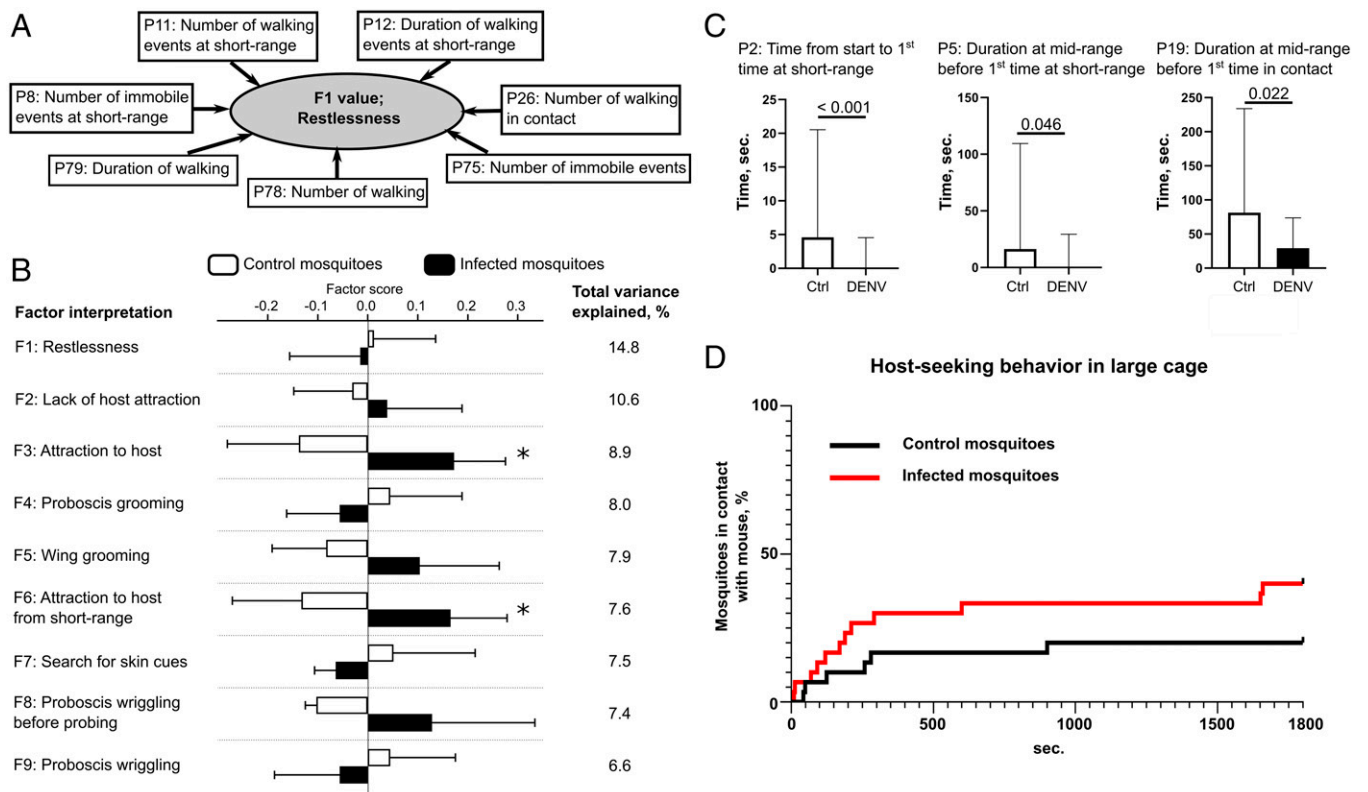 A
P11: Number of walking
events at short-range
P12: Duration of walking
events at short-range
P8: Number of immobile
events at short-range
F1 value;
Restlessness
P26: Number of walking
in contact
P79: Duration of walking
P78: Number of walking
P75: Number of immobile events
B
Control mosquitoes
Infected mosquitoes
Factor interpretation
Factor score
Total variance
explained, %
-0.2 -0.1 0.0 0.1 0.2 0.3
F1: Restlessness 14.8
F2: Lack of host attraction 10.6
F3: Attraction to host * 8.9
F4: Proboscis grooming 8.0
F5: Wing grooming 7.9
F6: Attraction to host
from short-range * 7.6
F7: Search for skin cues 7.5
F8: Proboscis wriggling
before probing 7.4
F9: Proboscis wriggling 6.6
C
P2: Time from start to 1st
time at short-range
Time, sec.
25
20
15
10
5
0
< 0.001
Ctrl DENV
P5: Duration at mid-range
before 1st time at short-range
Time, sec.
150
100
50
0
0.046
Ctrl DENV
P19: Duration at mid-range
before 1st time in contact
Time, sec.
250
200
150
100
50
0
0.022
Ctrl DENV
D
Host-seeking behavior in large cage
Mosquitoes in contact
with mouse, %
100
50
0
Control mosquitoes
Infected mosquitoes
0 500 1000 1500 1800
sec.